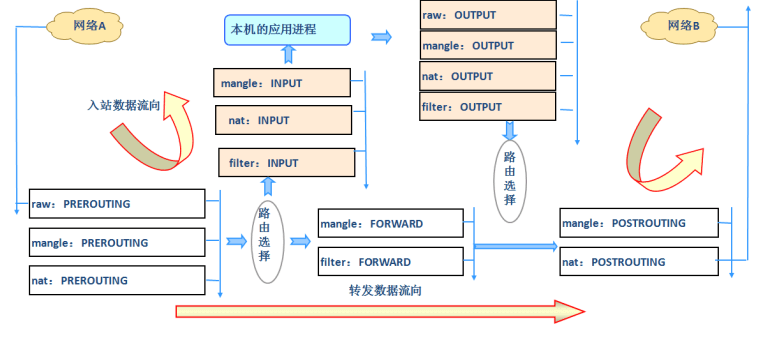 网络A
本机的应用进程
raw：OUTPUT
mangle：OUTPUT
nat：OUTPUT
filter：OUTPUT
网络B
入站数据流向
mangle：INPUT
nat：INPUT
filter：INPUT
路由选择
raw：PREROUTING
mangle：PREROUTING
nat：PREROUTING
路由选择
mangle：FORWARD
filter：FORWARD
mangle：POSTROUTING
nat：POSTROUTING
转发数据流向